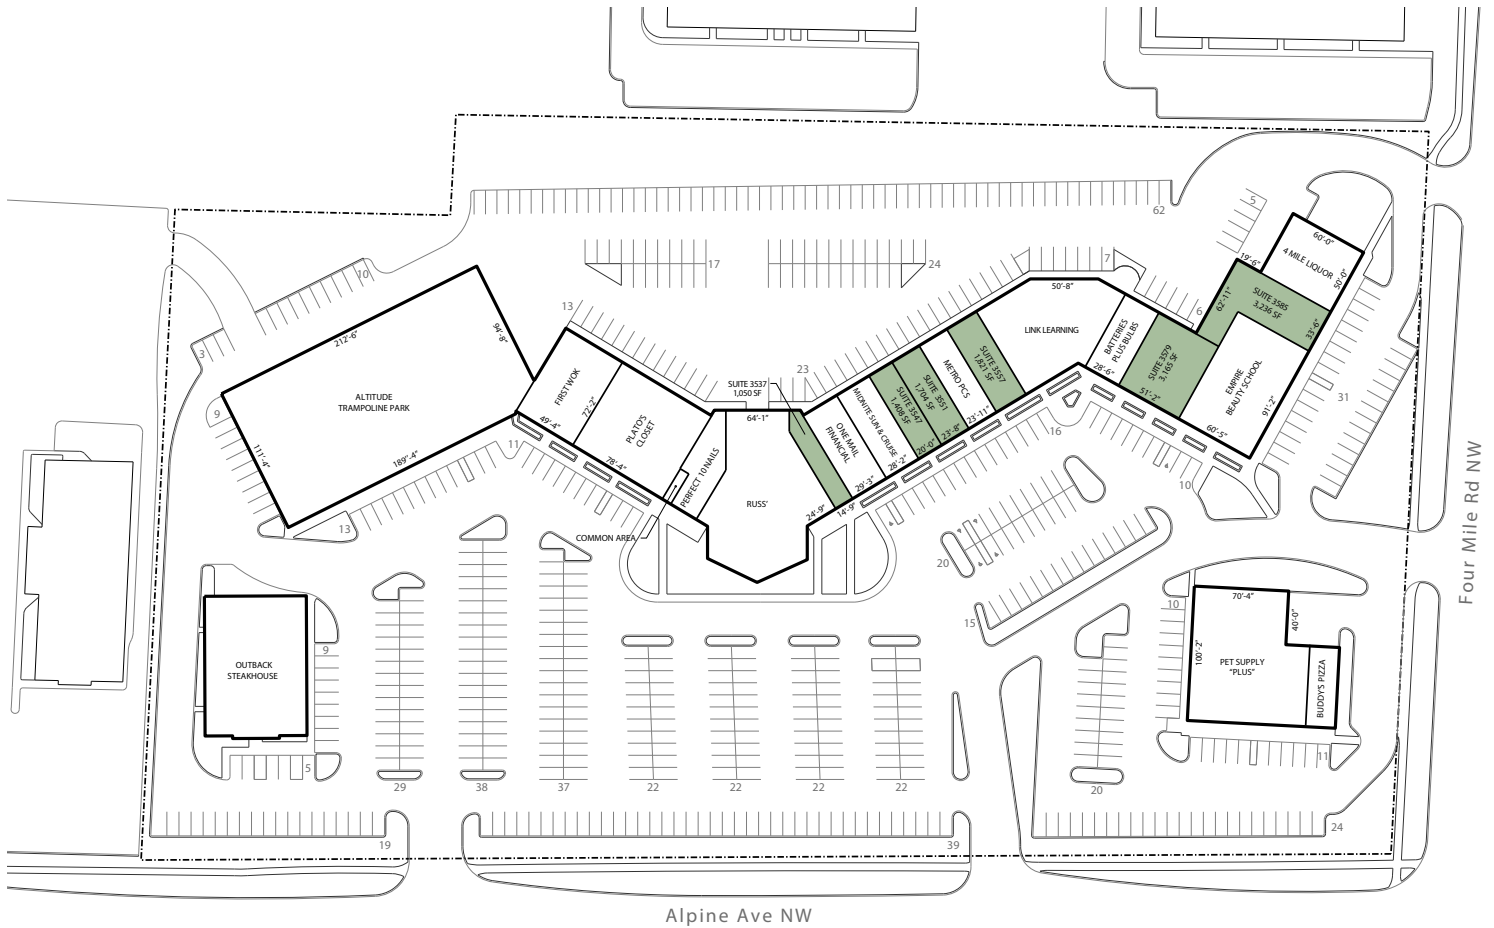 62
5
60'-0"
4 MILE LIQUOR
50'-0"
19'-6"
SUITE 3585
3,236 SF
62'-11"
33'-6"
17
24
7
10
13
6
3
9
23
31
212'-6"
94'-8"
ALTITUDE
TRAMPOLINE PARK
111'-4"
189'-4"
FIRST WOK
49'-4"
72'-2"
PLATO'S
CLOSET
78'-4"
PERFECT 10 NAILS
COMMON AREA
64'-1"
RUSS'
SUITE 3537
1,050 SF
24'-9"
14'-9"
ONE MAIL
FINANCIAL
29'-3"
MIDNITE SUN & CRUISE
28'-2"
SUITE 3547
1,408 SF
20'-0"
SUITE 3551
1,704 SF
23'-8"
METRO PCS
23'-11"
SUITE 3557
1,821 SF
50'-8"
LINK LEARNING
BATTERIES
PLUS BULBS
28'-6"
SUITE 3579
3,165 SF
51'-2"
EMPIRE
BEAUTY SCHOOL
91'-2"
60'-5"
11
13
16
10
20
15
OUTBACK
STEAKHOUSE
9
5
29
38
37
22
22
22
22
10
70'-4"
40'-0"
100'-2"
PET SUPPLY
"PLUS"
BUDDY'S PIZZA
11
20
24
19
39
Four Mile Rd NW
Alpine Ave NW